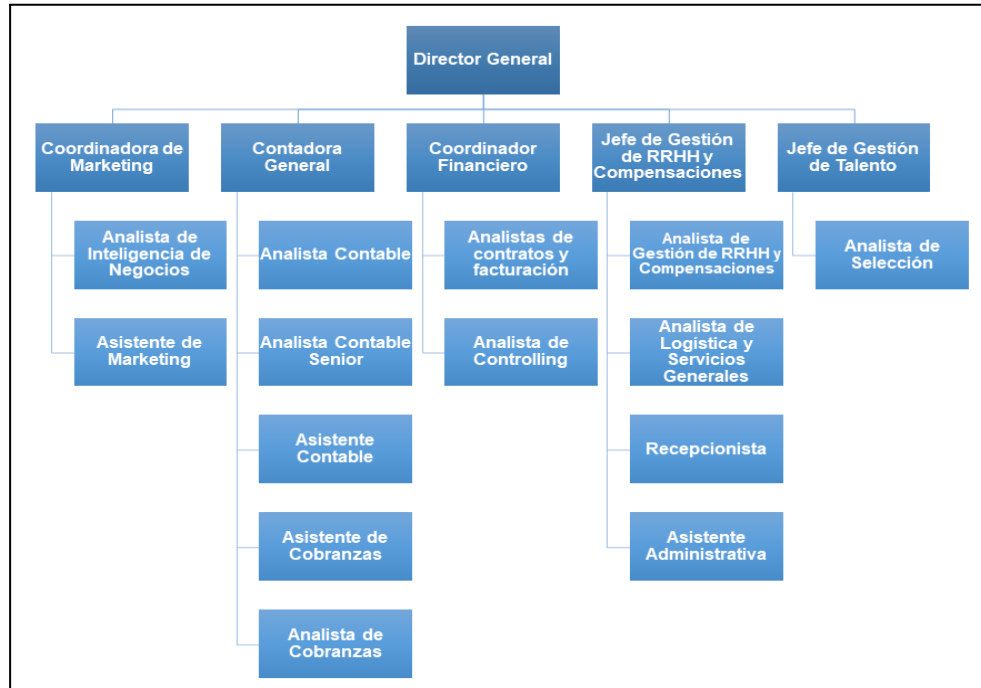 Director General
Coordinadora de
Marketing
Contadora
General
Coordinador
Financiero
Jefe de Gestión
de RRHH y
Compensaciones
Jefe de Gestión
de Talento
Analista de
Inteligencia de
Negocios
Asistente de
Marketing
Analista Contable
Analista Contable
Senior
Asistente
Contable
Asistente de
Cobranzas
Analista de
Cobranzas
Analistas de
contratos y
facturación
Analista de
Controlling
Analista de
Gestión de RRHH y
Compensaciones
Analista de
Logística y
Servicios
Generales
Recepcionista
Asistente
Administrativa
Analista de
Selección